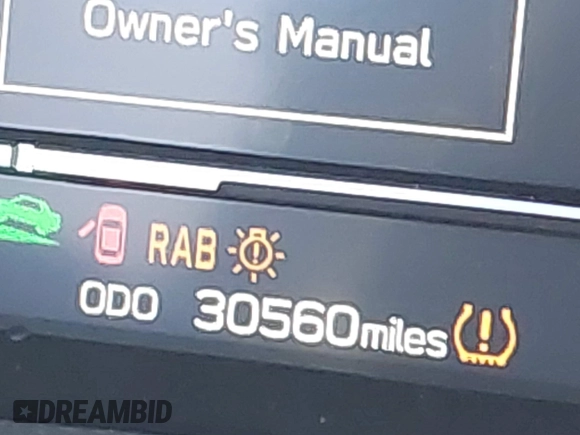 Owner's Manual
RAB
ODO 30560miles
DREAMBID